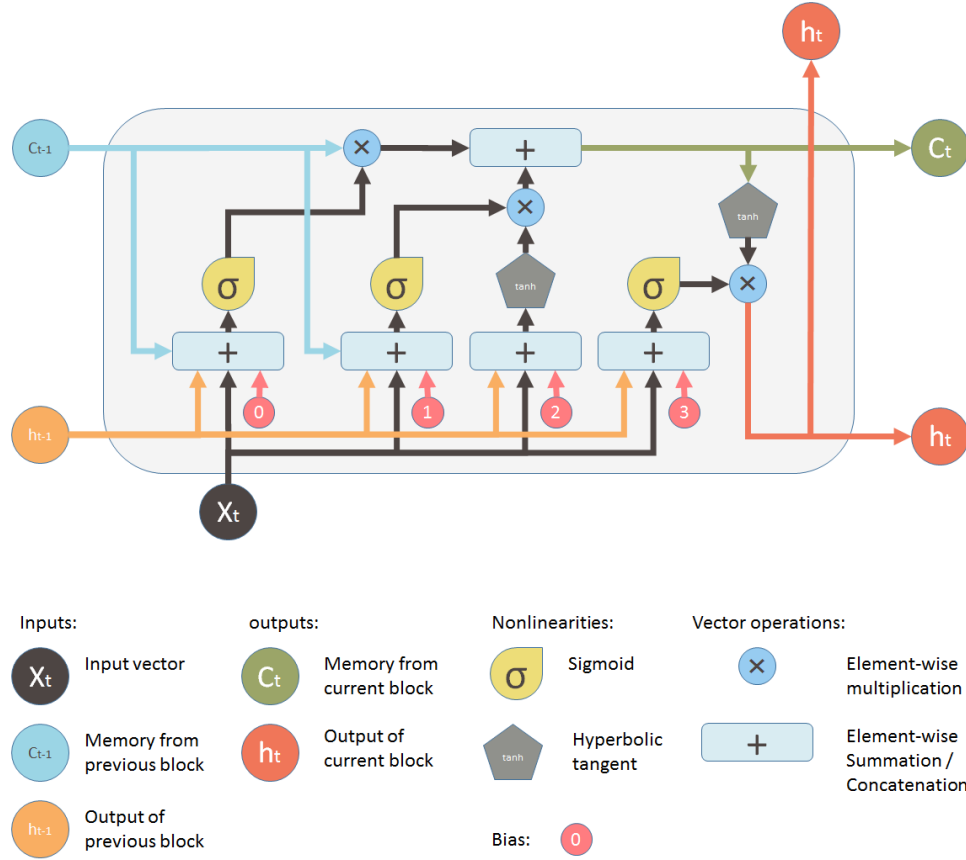 ht
Ct-1
×
+
Ct
×
tanh
σ
σ
tanh
σ
×
+
+
+
+
0
1
2
3
ht-1
ht
Xt
Inputs:
outputs:
Nonlinearities:
Vector operations:
Xt
Input vector
Ct
Memory from
current block
σ
Sigmoid
×
Element-wise
multiplication
Ct-1
Memory from
previous block
ht
Output of
current block
tanh
Hyperbolic
tangent
+
Element-wise
Summation /
Concatenation
ht-1
Output of
previous block
Bias:
0